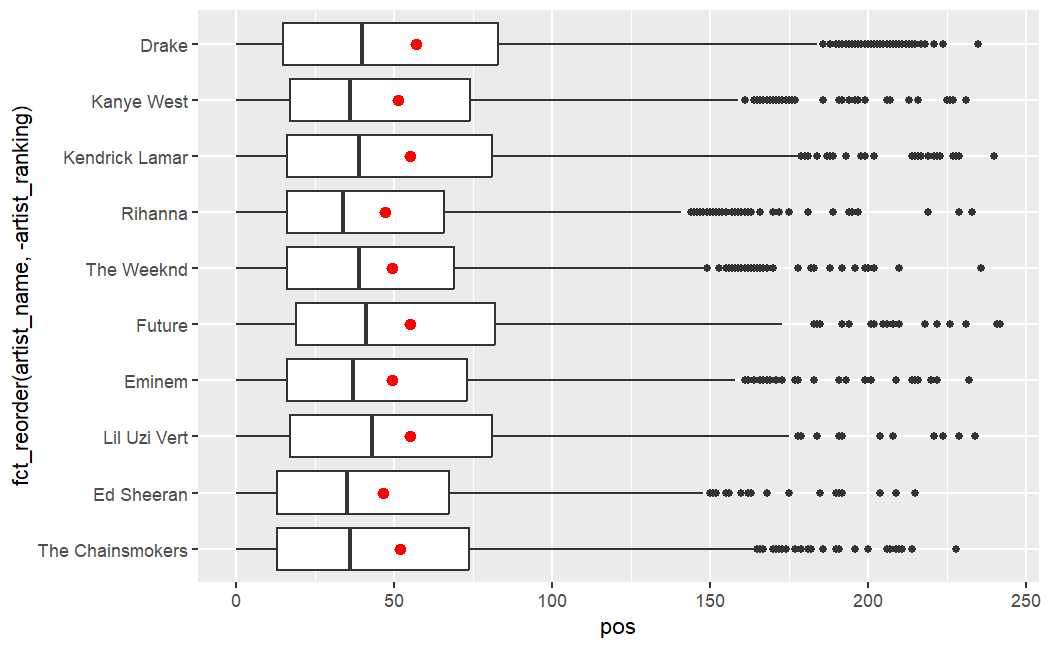 fct_reorder(artist_name, -artist_ranking)
Drake
Kanye West
Kendrick Lamar
Rihanna
The Weeknd
Future
Eminem
Lil Uzi Vert
Ed Sheeran
The Chainsmokers
0 50 100 150 200 250
pos